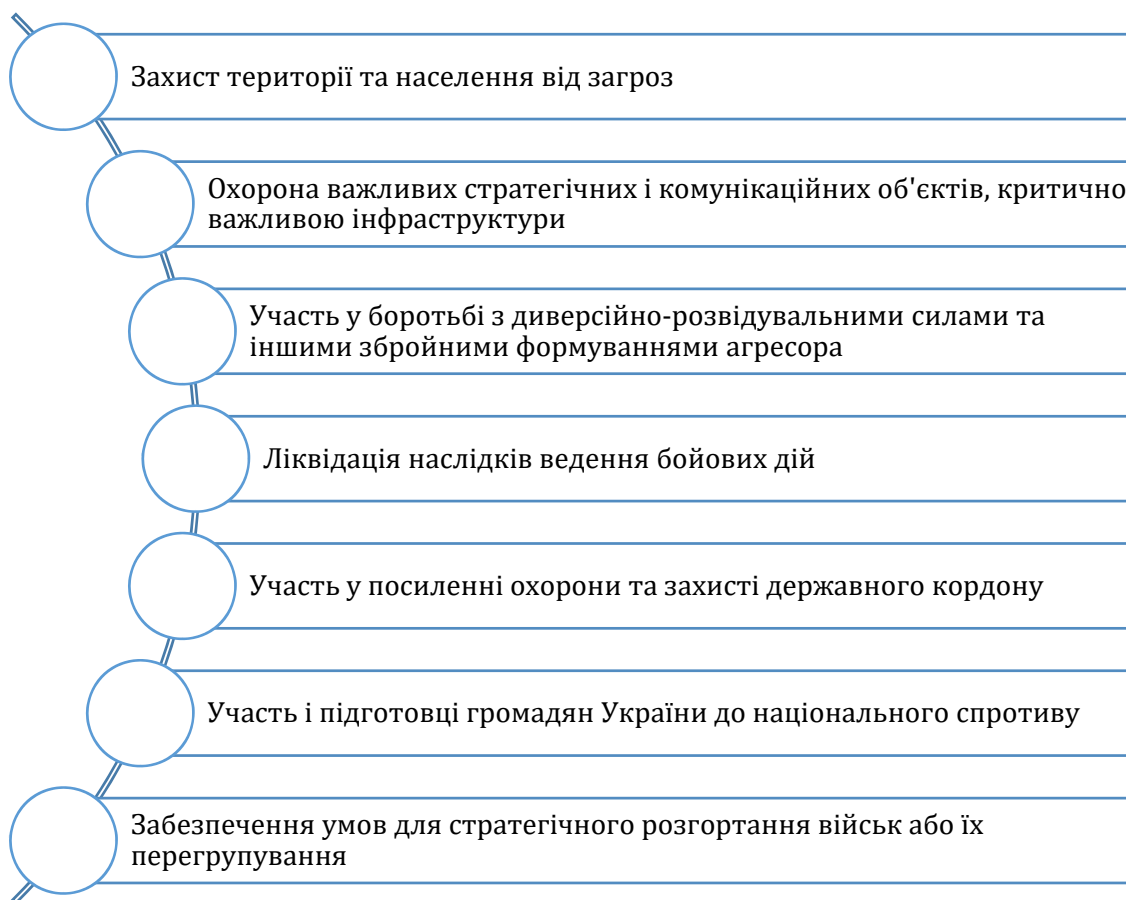 Захист території та населення від загроз
Охорона важливих стратегічних і комунікаційних об'єктів, критично
важливою інфраструктури
Участь у боротьбі з диверсійно-розвідувальними силами та
іншими збройними формуваннями агресора
Ліквідація наслідків ведення бойових дій
Участь у посиленні охорони та захисті державного кордону
Участь і підготовці громадян України до національного спротиву
Забезпечення умов для стратегічного розгортання військ або їх
перегрупування